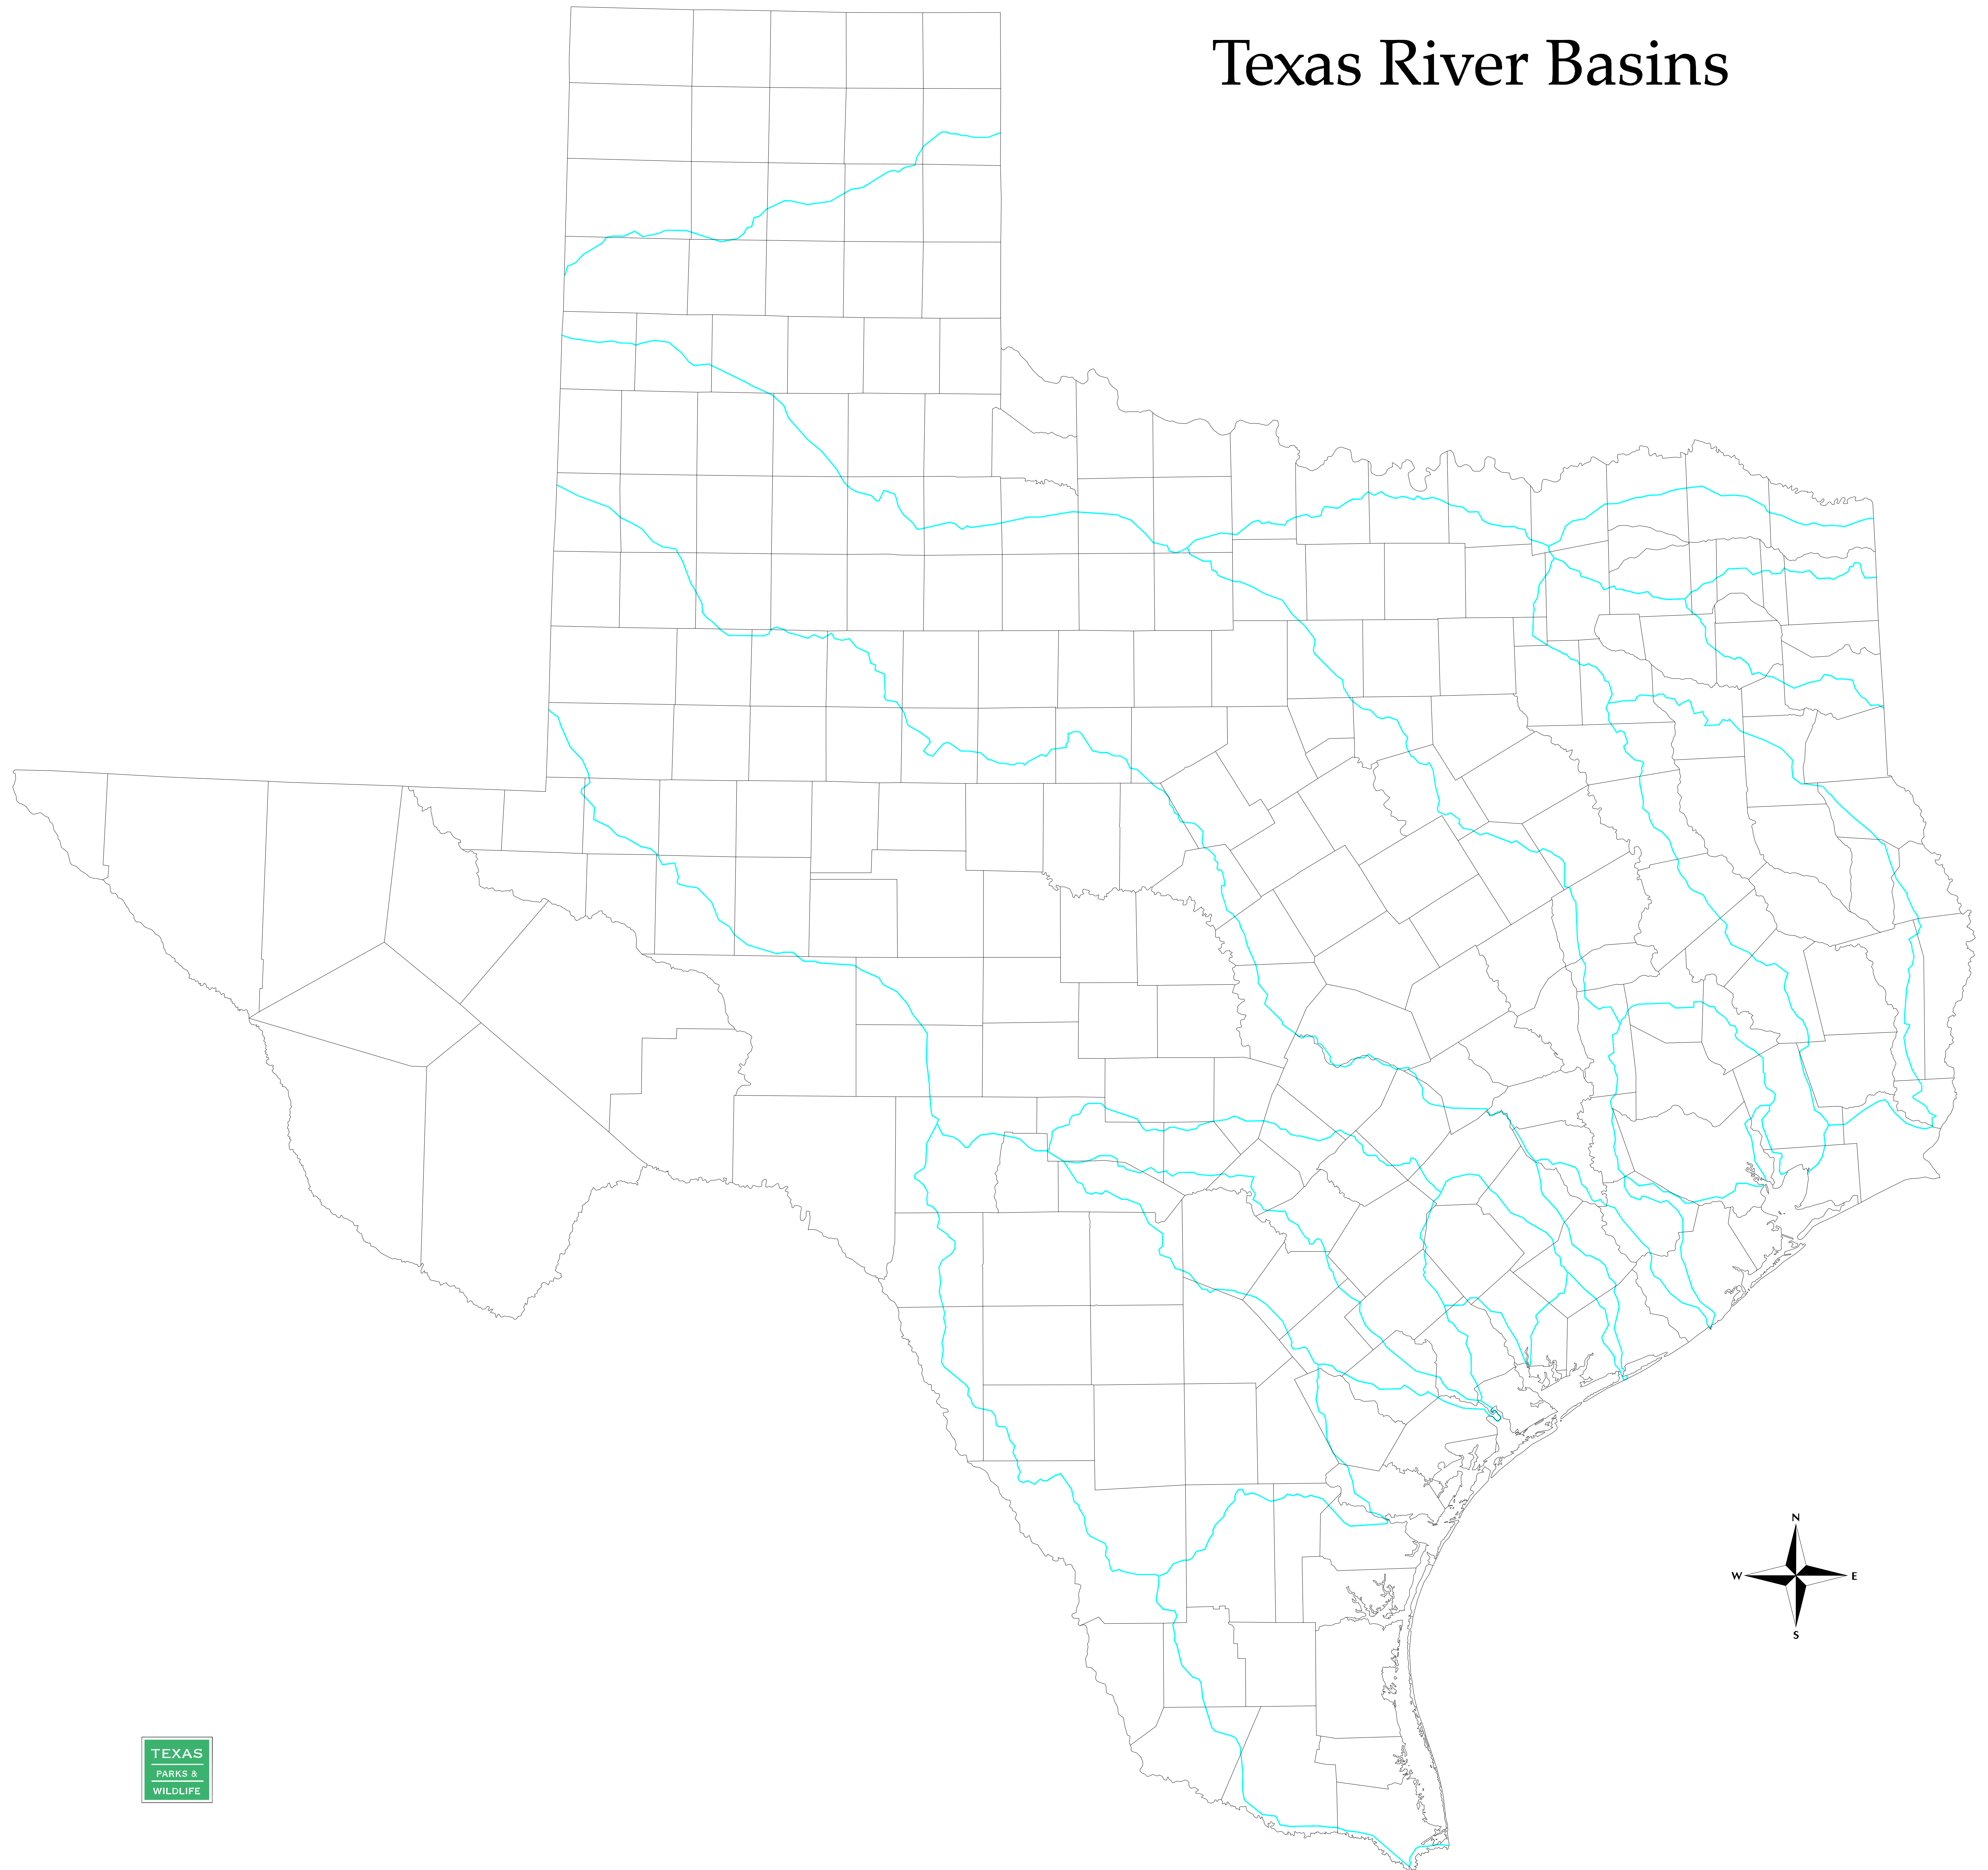 Texas River Basins
N
W
E
S
TEXAS
PARKS &
WILDLIFE